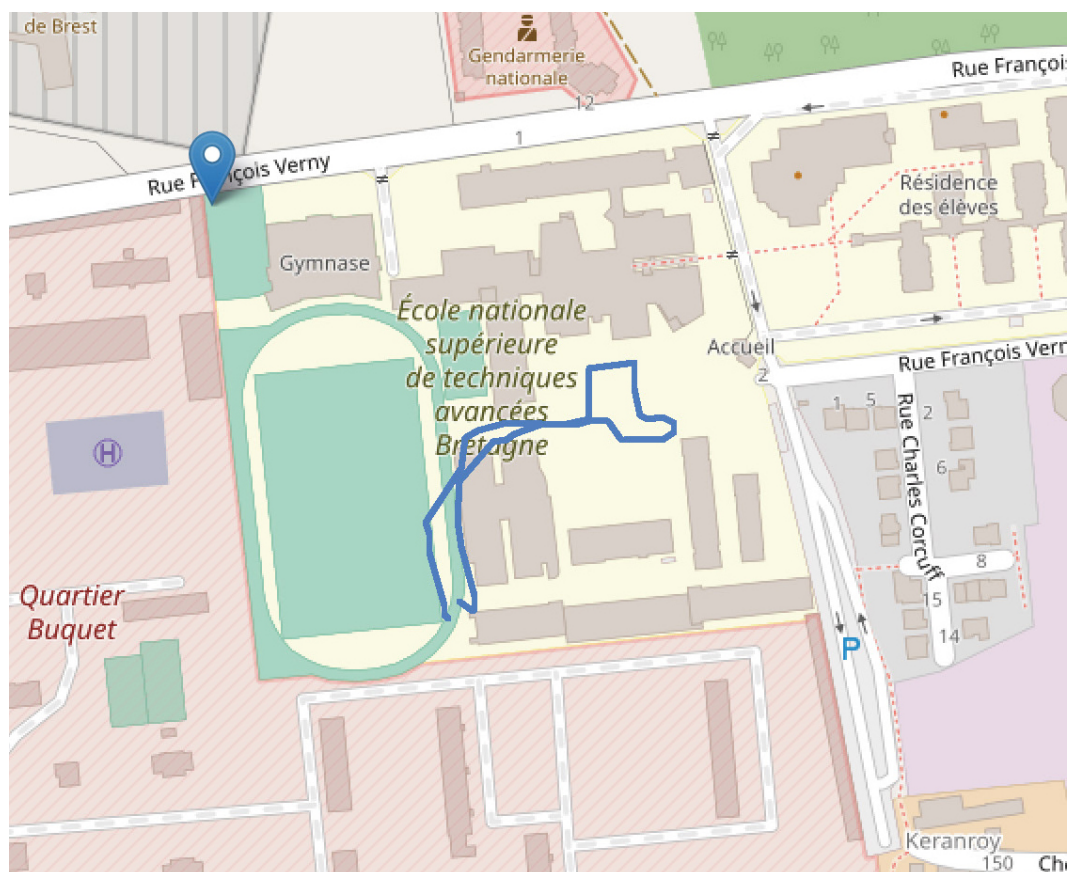 de Brest
Gendarmerie
nationale
12
1
Rue François
Rue François Verny
Résidence
des élèves
Gymnase
École nationale
supérieure
de techniques
avancées
Bretagne
Accueil
2
Rue François Vern
1
5
2
6
Rue Charles Corcuff
8
15
14
H
Quartier
Buquet
P
Keranroy
150
Che